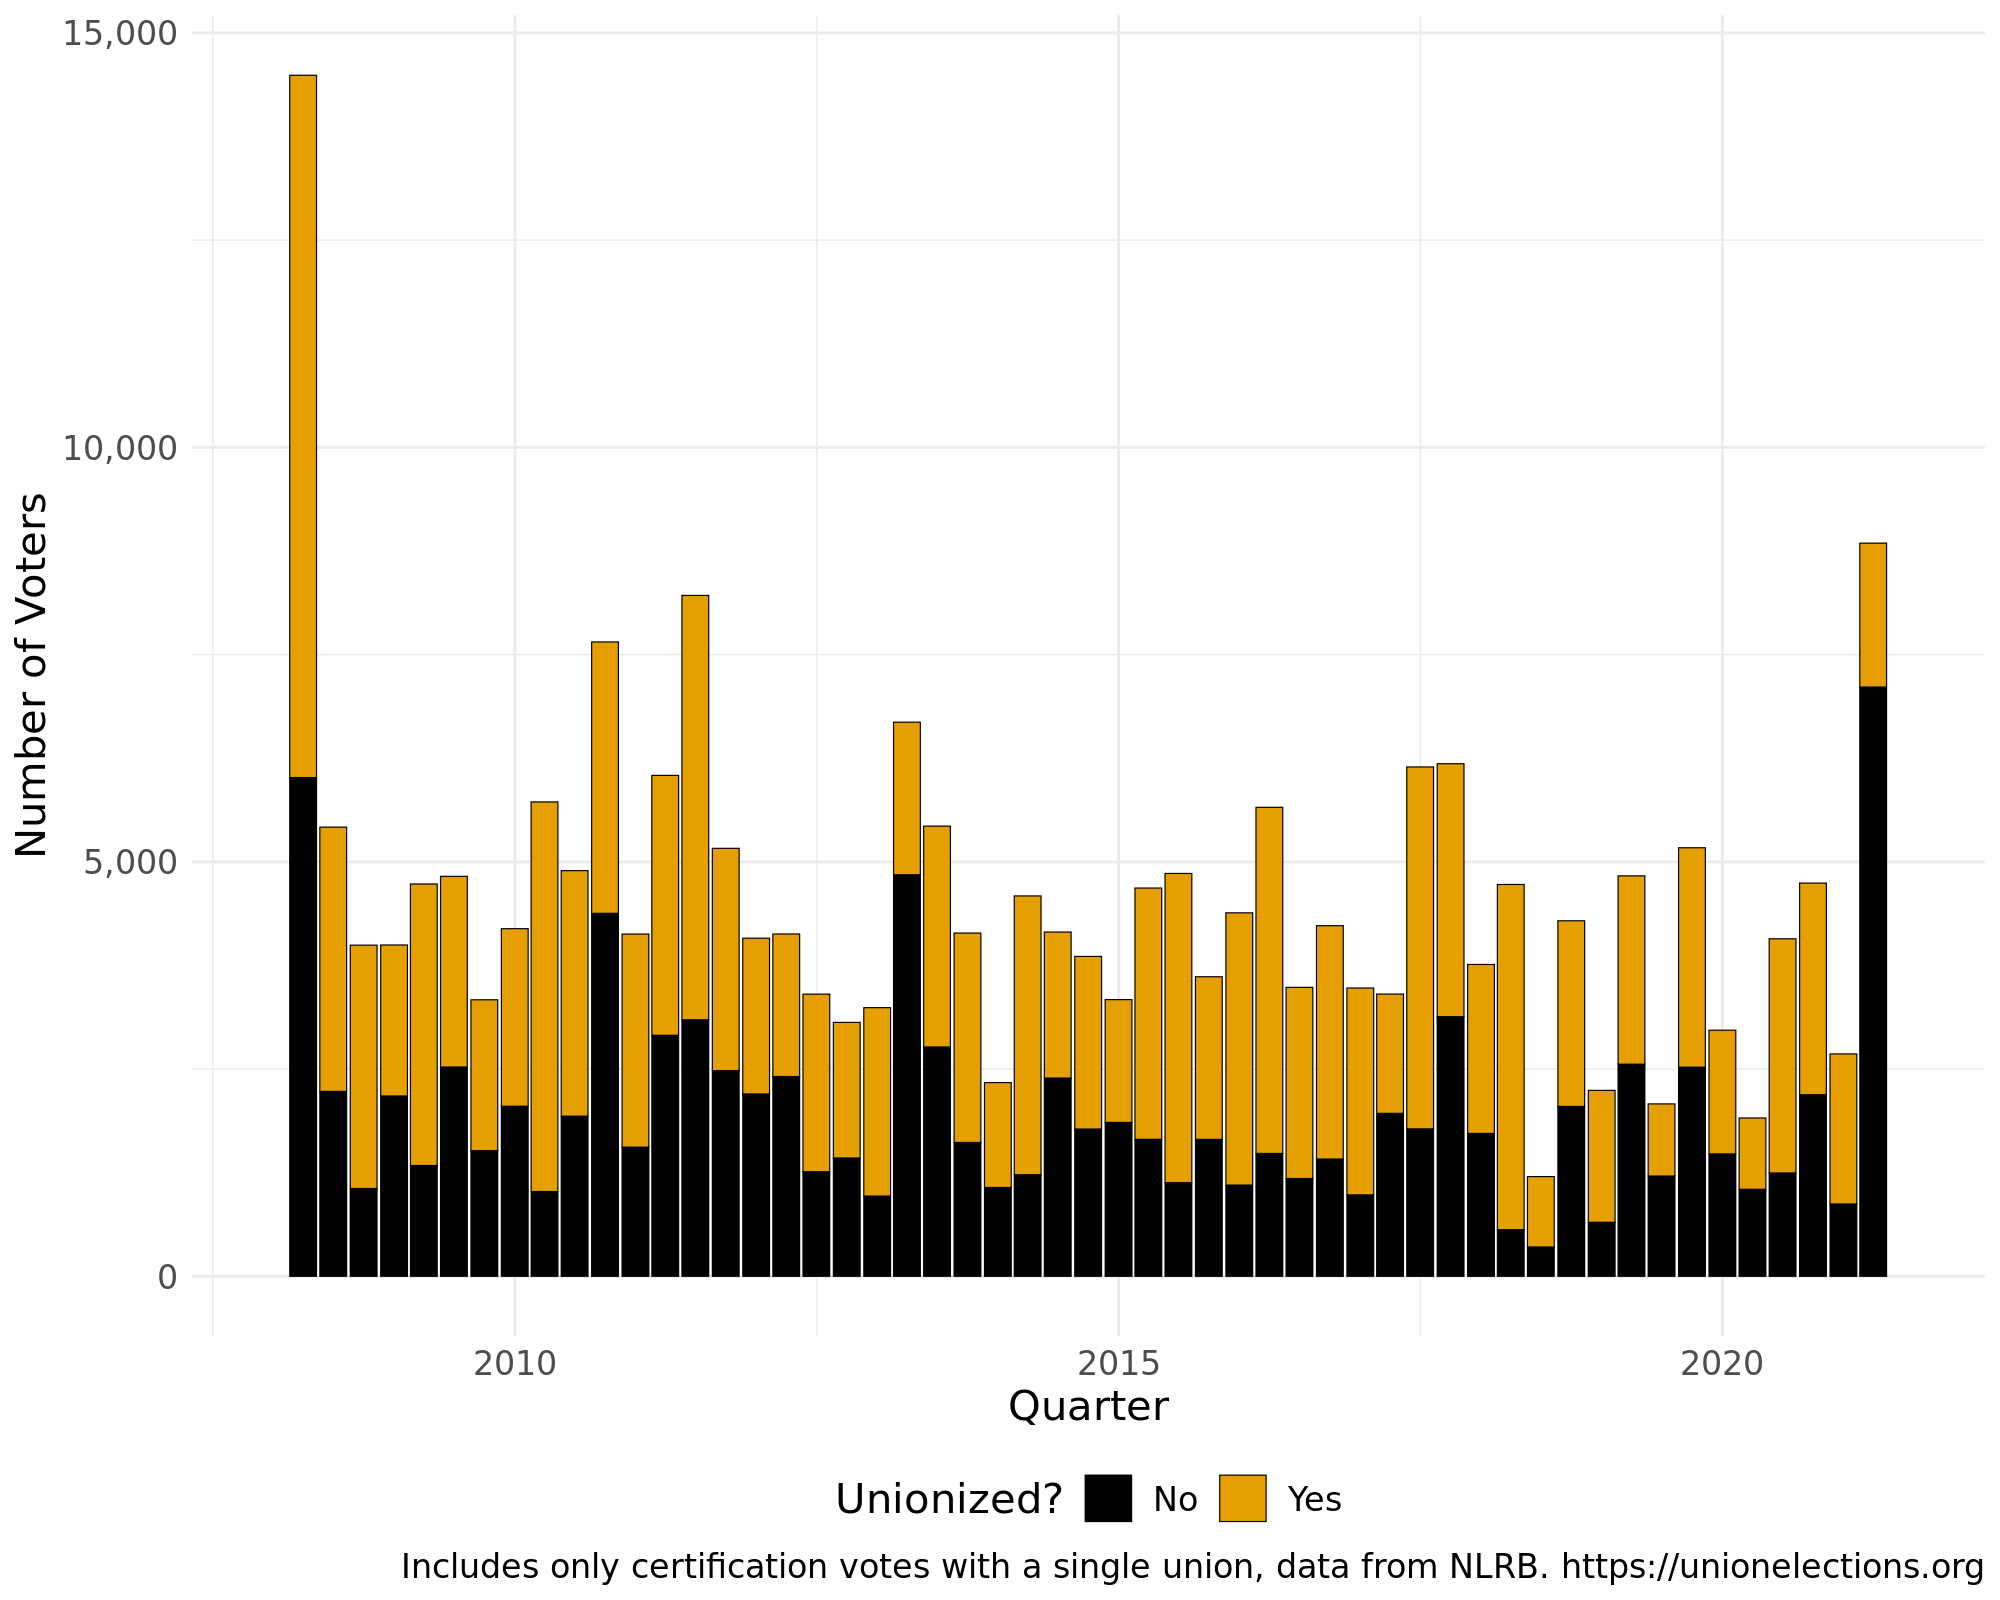 15,000
10,000
5,000
0
Number of Voters
2010 2015 2020
Quarter
Unionized? No Yes
Includes only certification votes with a single union, data from NLRB. https://unionelections.org